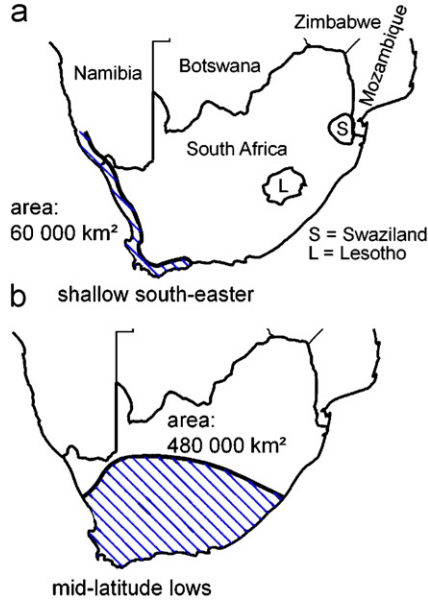 a
Zimbabwe
Mozambique
Namibia
Botswana
South Africa
S
L
area:
60 000 km²
S = Swaziland
L = Lesotho
shallow south-easter
b
area:
480 000 km²
mid-latitude lows